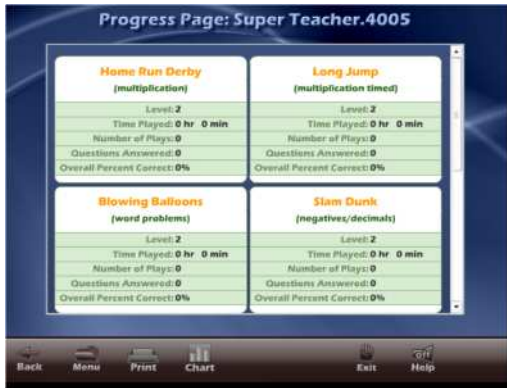 Progress Page: Super Teacher.4005
Home Run Derby
(multiplication)
Level: 2
Time Played: 0 hr 0 min
Number of Plays: 0
Questions Answered: 0
Overall Percent Correct: 0%
Long Jump
(multiplication timed)
Level: 2
Time Played: 0 hr 0 min
Number of Plays: 0
Questions Answered: 0
Overall Percent Correct: 0%
Blowing Balloons
(word problems)
Level: 2
Time Played: 0 hr 0 min
Number of Plays: 0
Questions Answered: 0
Overall Percent Correct: 0%
Slam Dunk
(negatives/decimals)
Level: 2
Time Played: 0 hr 0 min
Number of Plays: 0
Questions Answered: 0
Overall Percent Correct: 0%
Back
Menu
Print
Chart
Exit
Off
Help